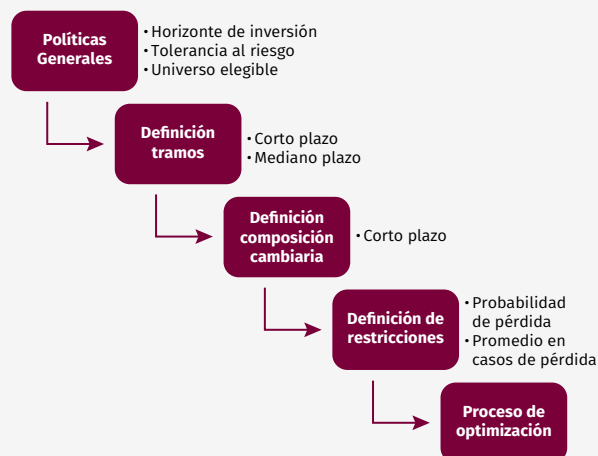 Políticas
Generales
· Horizonte de inversión
· Tolerancia al riesgo
· Universo elegible
Definición
tramos
· Corto plazo
· Mediano plazo
Definición
composición
cambiaria
· Corto plazo
Definición de
restricciones
· Probabilidad
de pérdida
· Promedio en
casos de pérdida
Proceso de
optimización